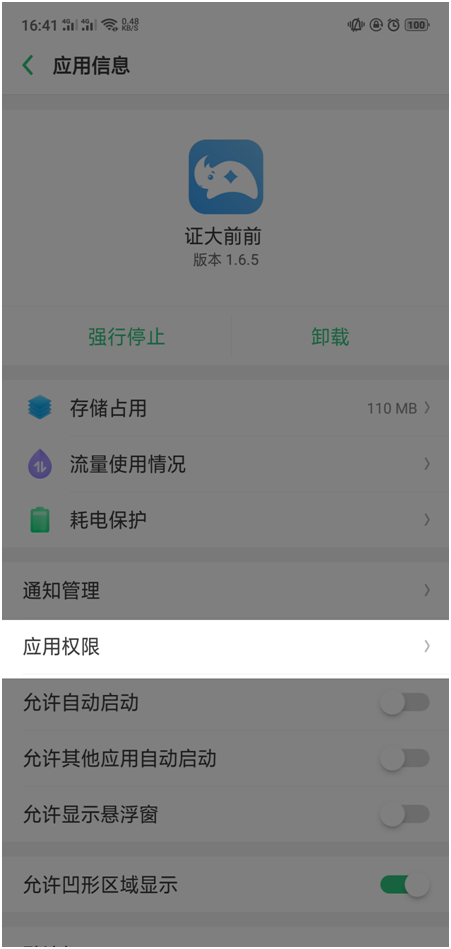 16:41 4G 4G 0.48 KB/S 100
应用信息
证大前前
版本 1.6.5
强行停止 卸载
存储占用 110 MB
流量使用情况
耗电保护
通知管理
应用权限
允许自动启动
允许其他应用自动启动
允许显示悬浮窗
允许凹形区域显示